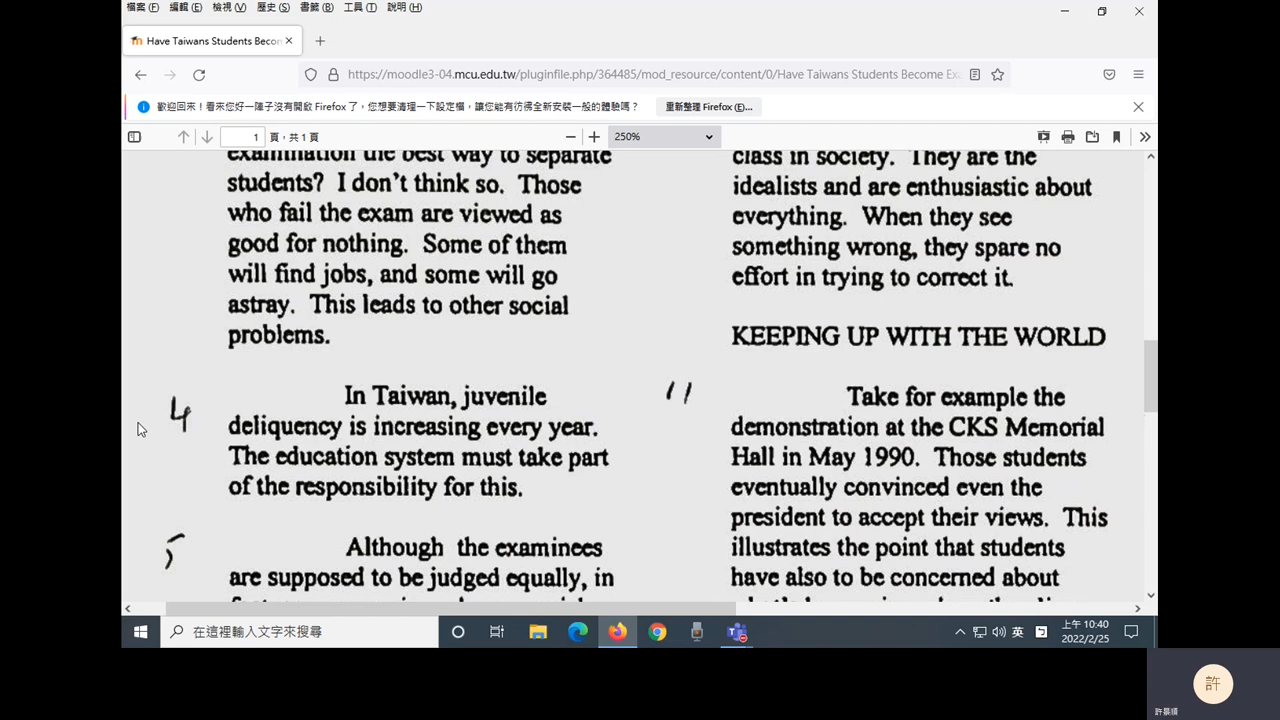 檔案 (F) 編輯 (E) 檢視 (V) 歷史 (S) 書籤 (B) 工具 (T) 說明 (H)
Have Taiwans Students Becom
https://moodle3-04.mcu.edu.tw/pluginfile.php/364485/mod_resource/content/0/Have Taiwans Students Become Ex
歡迎回來！看來您好一陣子沒有開啟 Firefox 了，您想要清理一下設定檔，讓您能有彷彿全新安裝一般的體驗嗎？ 重新整理 Firefox (E)...
1 頁，共 1 頁 250%
examination the best way to separate
students? I don't think so. Those
who fail the exam are viewed as
good for nothing. Some of them
will find jobs, and some will go
astray. This leads to other social
problems.
4
In Taiwan, juvenile
deliquency is increasing every year.
The education system must take part
of the responsibility for this.
5
Although the examinees
are supposed to be judged equally, in
class in society. They are the
idealists and are enthusiastic about
everything. When they see
something wrong, they spare no
effort in trying to correct it.
KEEPING UP WITH THE WORLD
11
Take for example the
demonstration at the CKS Memorial
Hall in May 1990. Those students
eventually convinced even the
president to accept their views. This
illustrates the point that students
have also to be concerned about
在這裡輸入文字來搜尋
英
上午 10:40
2022/2/25
許
許景順